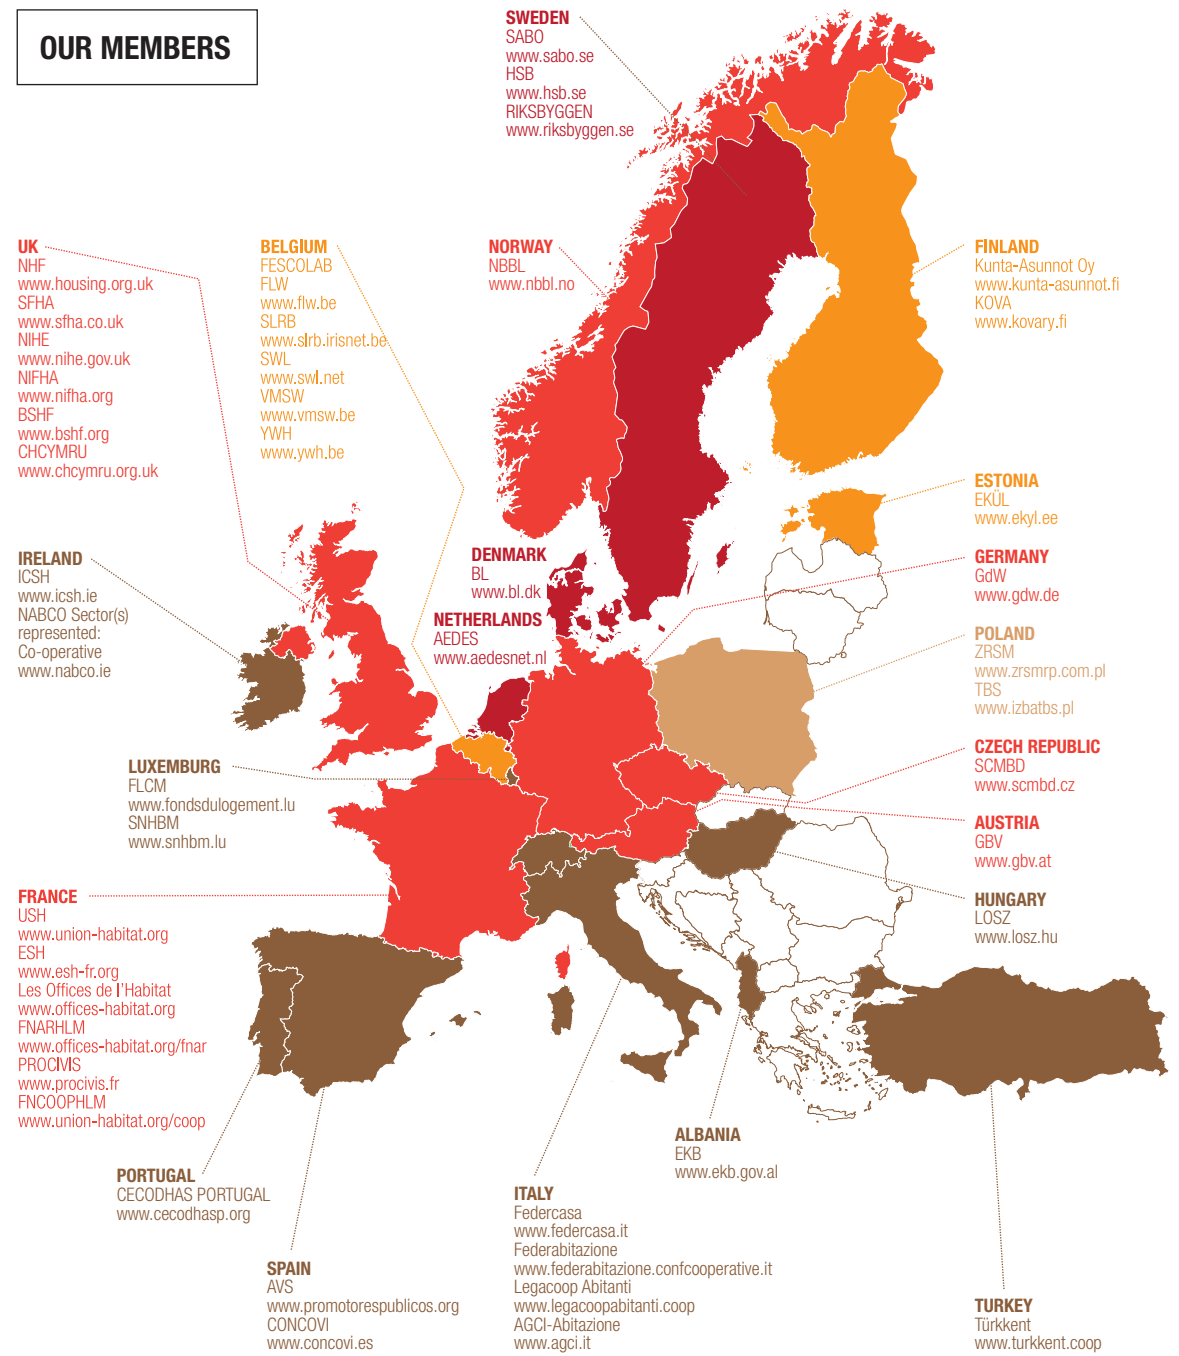 OUR MEMBERS
SWEDEN
SABO
www.sabo.se
HSB
www.hsb.se
RIKSBYGGEN
www.riksbyggen.se
UK
NHF
www.housing.org.uk
SFHA
www.sfha.co.uk
NIHE
www.nihe.gov.uk
NIFHA
www.nifha.org
BSHF
www.bshf.org
CHCYMRU
www.chcymru.org.uk
BELGIUM
FESCOLAB
FLW
www.flw.be
SLRB
www.slrb.irisnet.be
SWL
www.swl.net
VMSW
www.vmsw.be
YWH
www.ywh.be
NORWAY
NBBL
www.nbbl.no
FINLAND
Kunta-Asunnot Oy
www.kunta-asunnot.fi
KOVA
www.kovary.fi
ESTONIA
EKÜL
www.ekyl.ee
IRELAND
ICSH
www.icsh.ie
NABCO Sector(s)
represented:
Co-operative
www.nabco.ie
DENMARK
BL
www.bl.dk
NETHERLANDS
AEDES
www.aedesnet.nl
GERMANY
GdW
www.gdw.de
POLAND
ZRSM
www.zrsmrp.com.pl
TBS
www.izbatbs.pl
LUXEMBURG
FLCM
www.fondsdulogement.lu
SNHBM
www.snhbm.lu
CZECH REPUBLIC
SCMBD
www.scmbd.cz
AUSTRIA
GBV
www.gbv.at
HUNGARY
LOSZ
www.losz.hu
FRANCE
USH
www.union-habitat.org
ESH
www.esh-fr.org
Les Offices de l'Habitat
www.offices-habitat.org
FNARHLM
www.offices-habitat.org/fnar
PROCIVIS
www.procivis.fr
FNCOOPHLM
www.union-habitat.org/coop
PORTUGAL
CECODHAS PORTUGAL
www.cecodhasp.org
SPAIN
AVS
www.promotorespublicos.org
CONCOVI
www.concovi.es
ITALY
Federcasa
www.federcasa.it
Federabitazione
www.federabitazione.confcooperative.it
Legacoop Abitanti
www.legacoopabitanti.coop
AGCI-Abitazione
www.agci.it
ALBANIA
EKB
www.ekb.gov.al
TURKEY
Türkkent
www.turkkent.coop